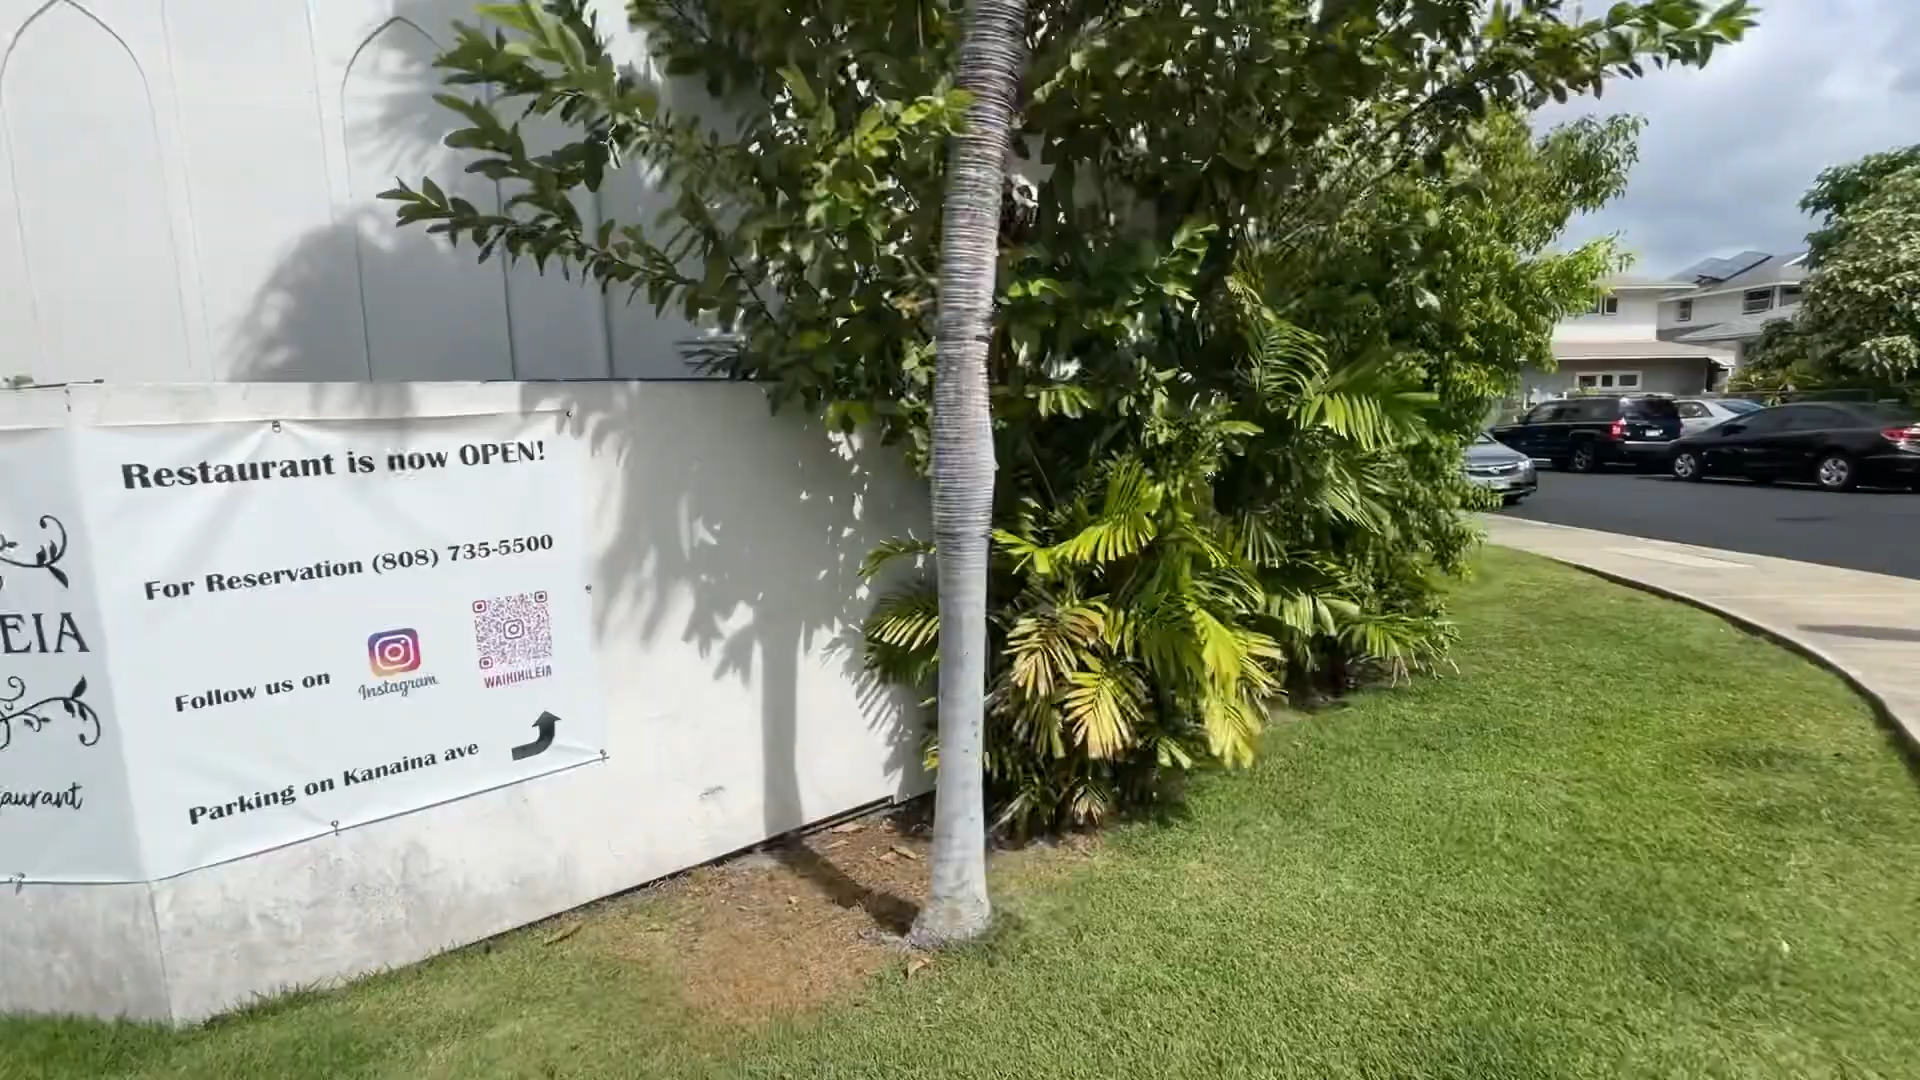 Restaurant is now OPEN!
For Reservation (808) 735-5500
EIA
Follow us on
Instagram
WAIHIHILEIA
Parking on Kanaina ave
aurant